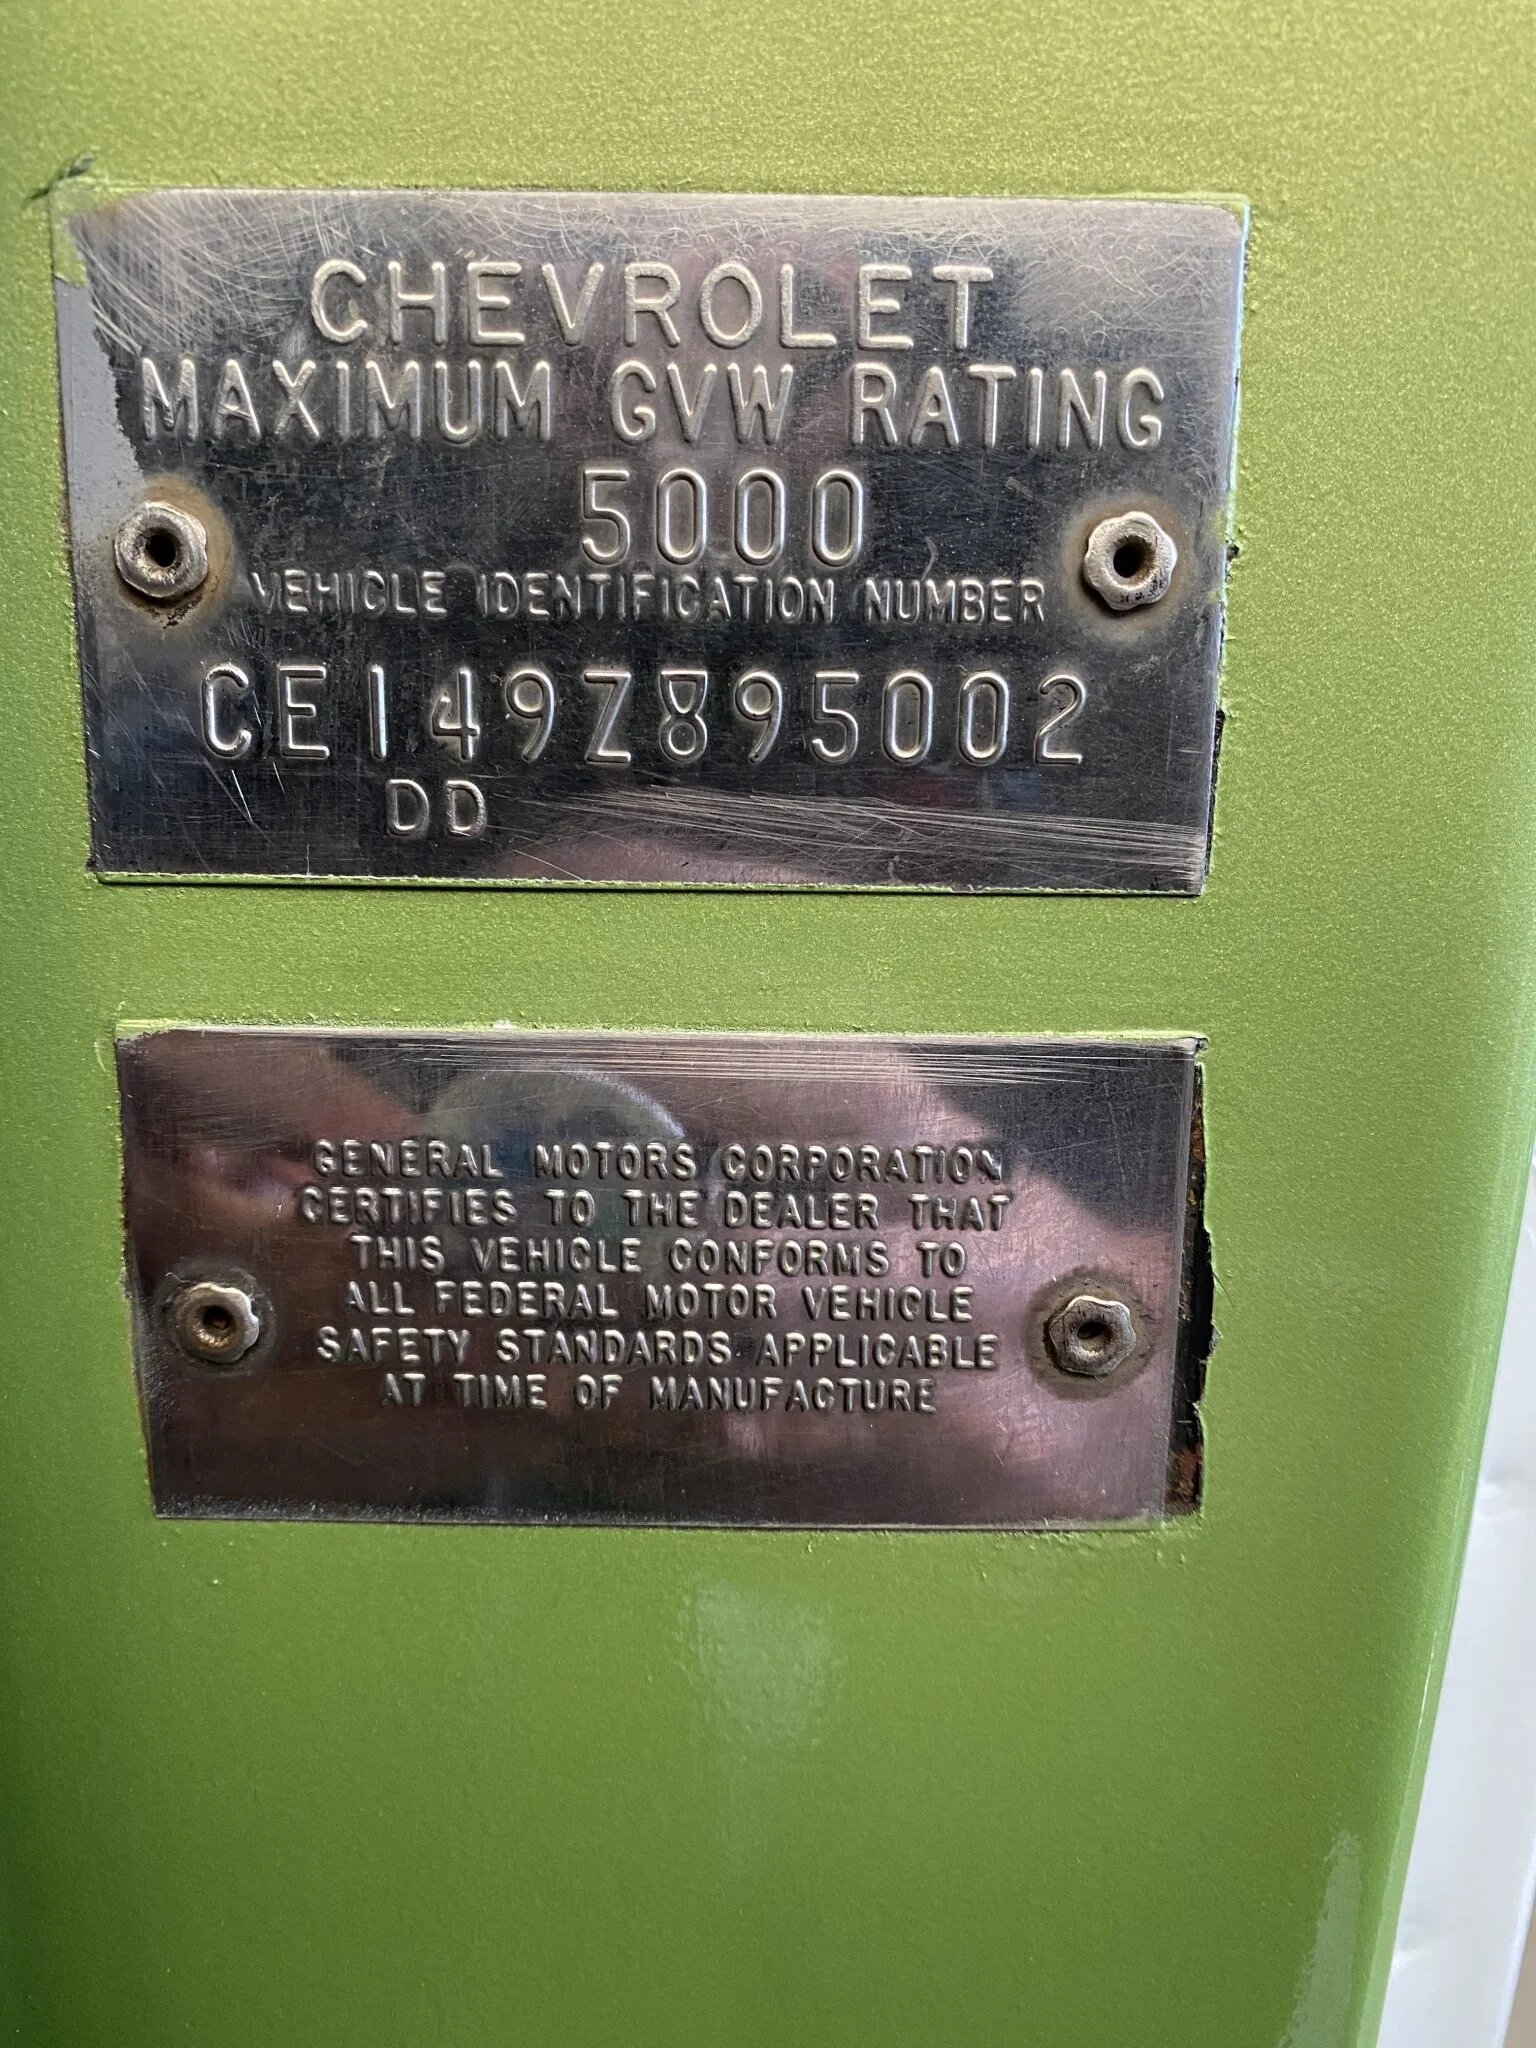 CHEVROLET
MAXIMUM GVW RATING
5000
VEHICLE IDENTIFICATION NUMBER
CE149Z895002
DD
GENERAL MOTORS CORPORATION
CERTIFIES TO THE DEALER THAT
THIS VEHICLE CONFORMS TO
ALL FEDERAL MOTOR VEHICLE
SAFETY STANDARDS APPLICABLE
AT TIME OF MANUFACTURE